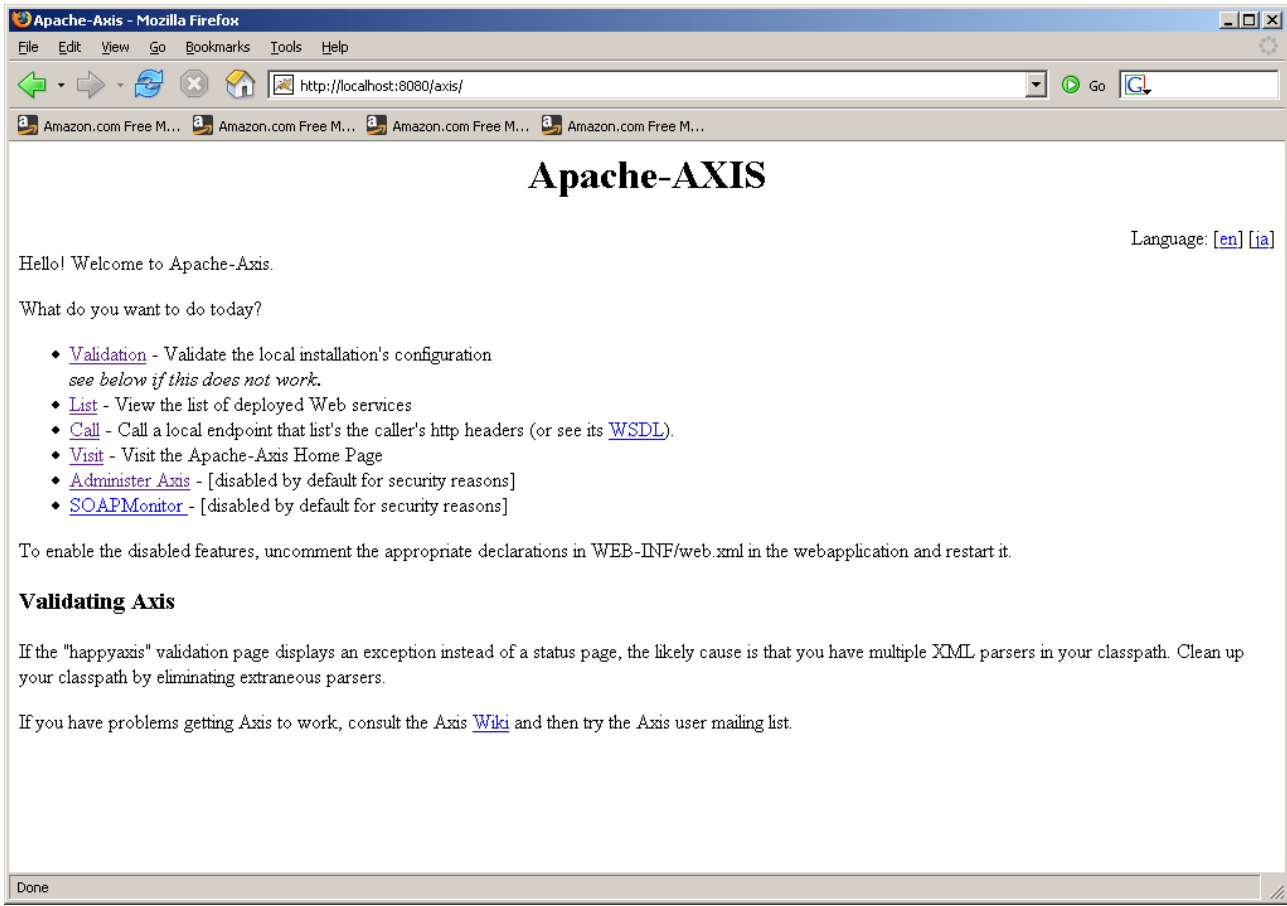 Apache-Axis - Mozilla Firefox
File Edit View Go Bookmarks Tools Help
http://localhost:8080/axis/ Go G
Amazon.com Free M... Amazon.com Free M... Amazon.com Free M... Amazon.com Free M...
Apache-AXIS
Language: [en] [ja]
Hello! Welcome to Apache-Axis.
What do you want to do today?
• Validation - Validate the local installation's configuration
see below if this does not work.
• List - View the list of deployed Web services
• Call - Call a local endpoint that list's the caller's http headers (or see its WSDL).
• Visit - Visit the Apache-Axis Home Page
• Administer Axis - [disabled by default for security reasons]
• SOAPMonitor - [disabled by default for security reasons]
To enable the disabled features, uncomment the appropriate declarations in WEB-INF/web.xml in the webapplication and restart it.
Validating Axis
If the "happyaxis" validation page displays an exception instead of a status page, the likely cause is that you have multiple XML parsers in your classpath. Clean up
your classpath by eliminating extraneous parsers.
If you have problems getting Axis to work, consult the Axis Wiki and then try the Axis user mailing list.
Done